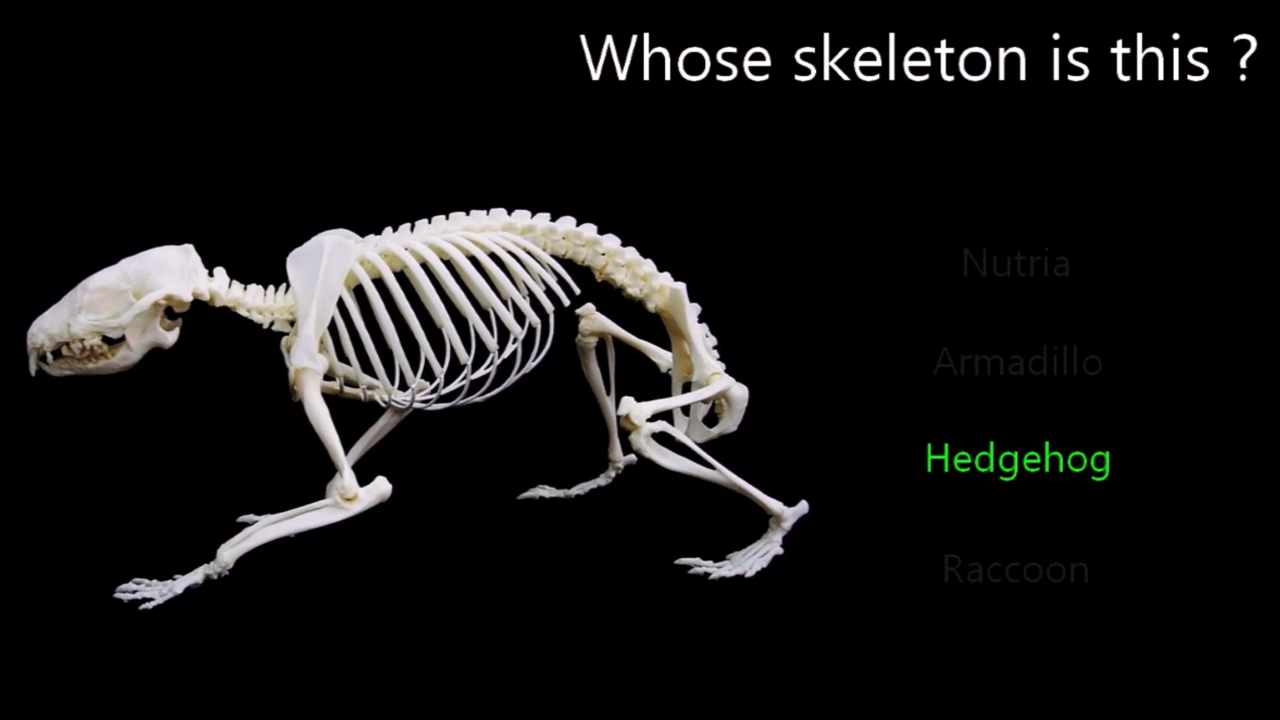 Whose skeleton is this ?
Nutria
Armadillo
Hedgehog
Raccoon